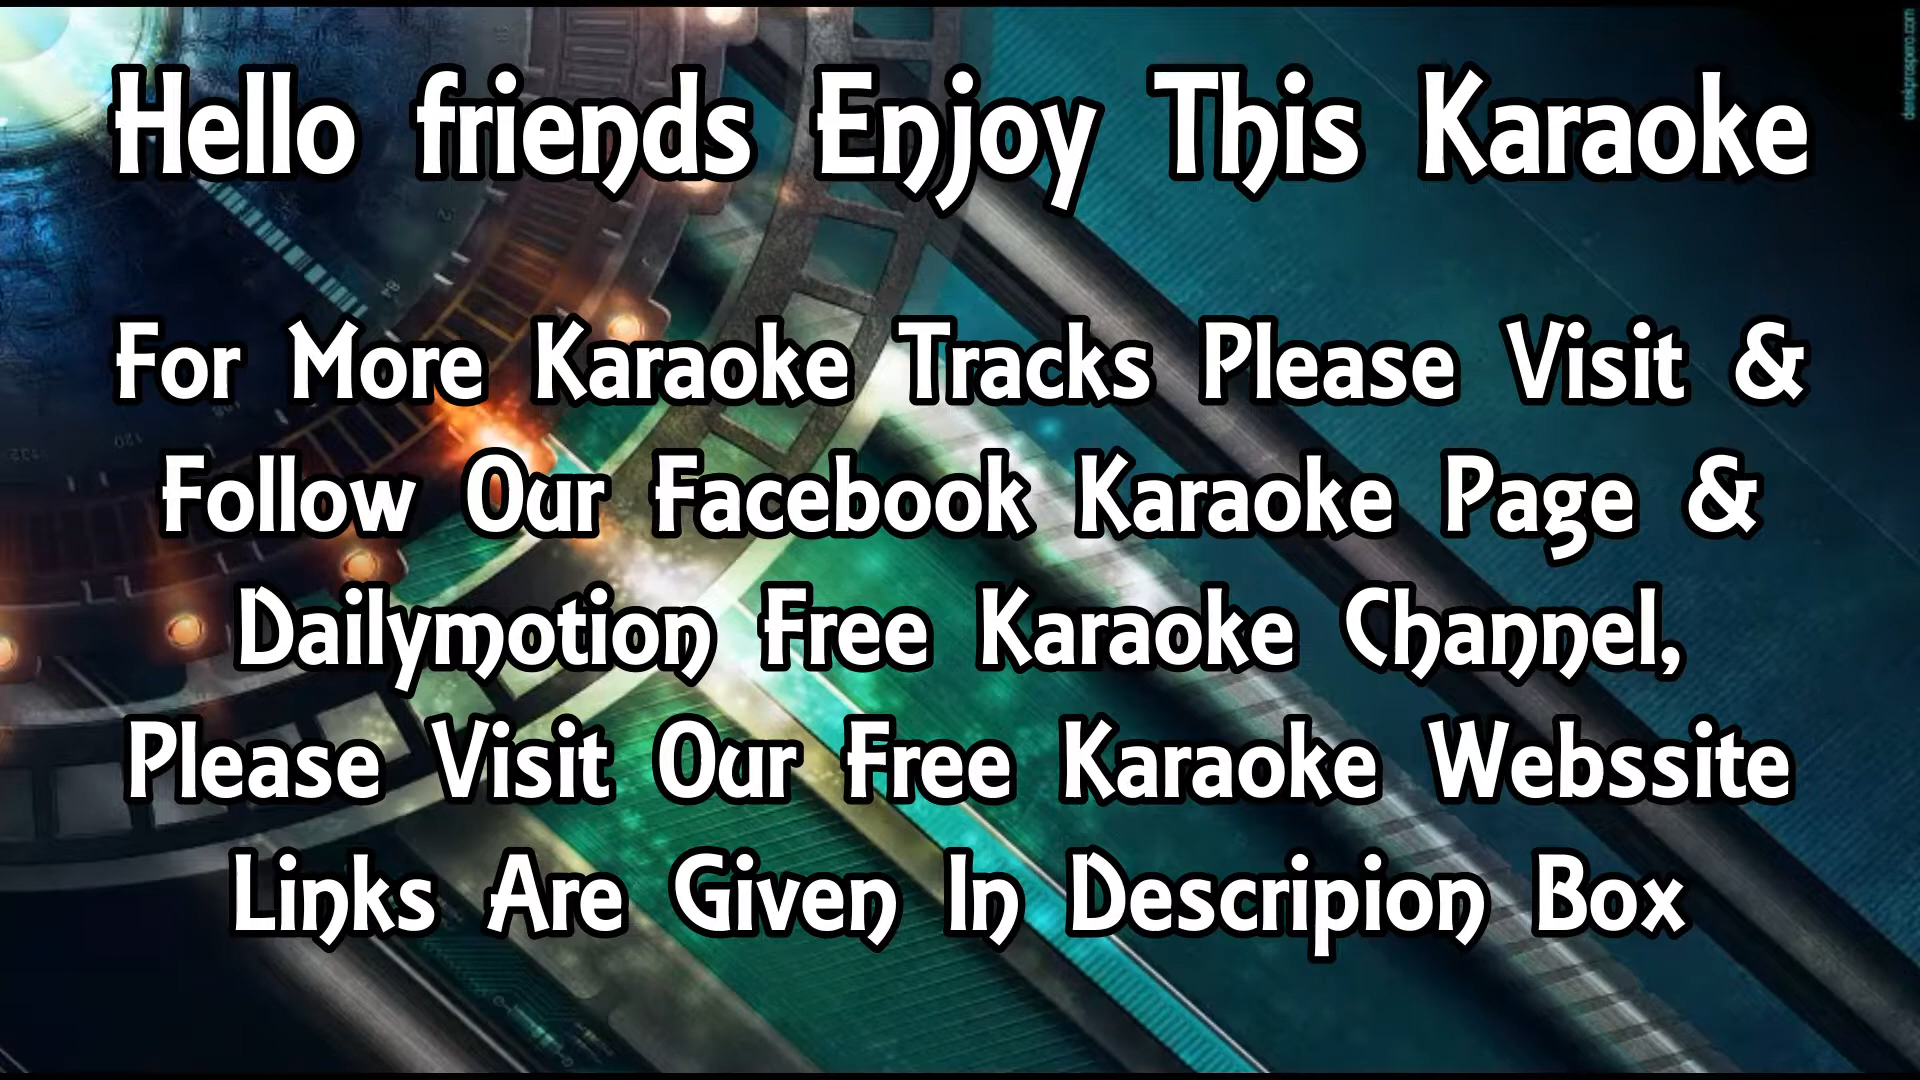 Hello friends Enjoy This Karaoke
For More Karaoke Tracks Please Visit &
Follow Our Facebook Karaoke Page &
Dailymotion Free Karaoke Channel,
Please Visit Our Free Karaoke Webssite
Links Are Given In Descripion Box